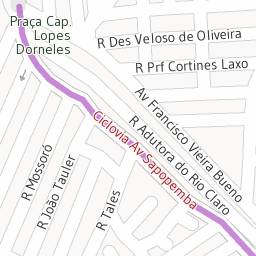 Praça Cap.
Lopes
Dorneles
R Des Veloso de Oliveira
R Prf Cortines Laxo
Av Francisco Vieira Bueno
R Adutora do Rio Claro
Ciclovia Av Sapopemba
R Mossoró
R João Tauler
R Tales